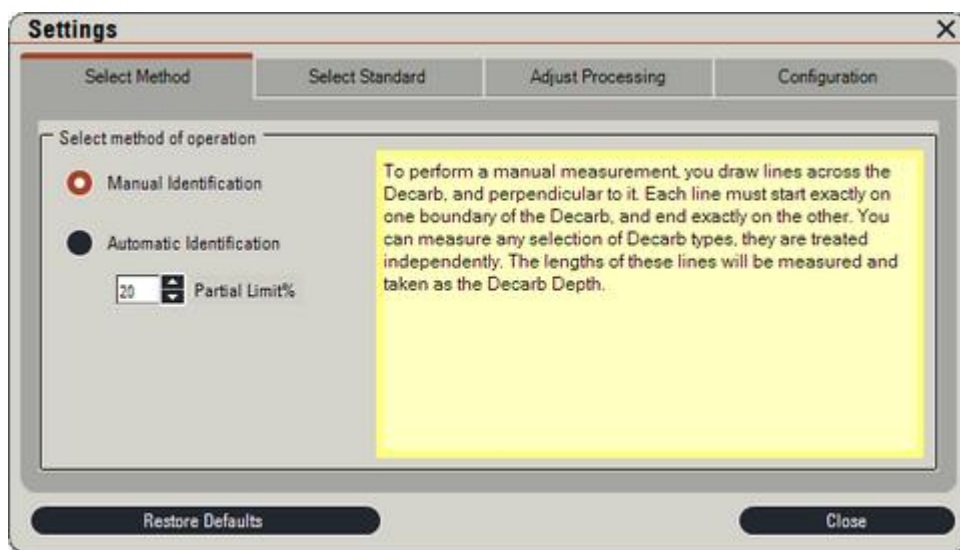 Settings
Select Method
Select Standard
Adjust Processing
Configuration
Select method of operation
Manual Identification
Automatic Identification
20 Partial Limit%
To perform a manual measurement, you draw lines across the
Decarb, and perpendicular to it. Each line must start exactly on
one boundary of the Decarb, and end exactly on the other. You
can measure any selection of Decarb types, they are treated
independently. The lengths of these lines will be measured and
taken as the Decarb Depth.
Restore Defaults
Close